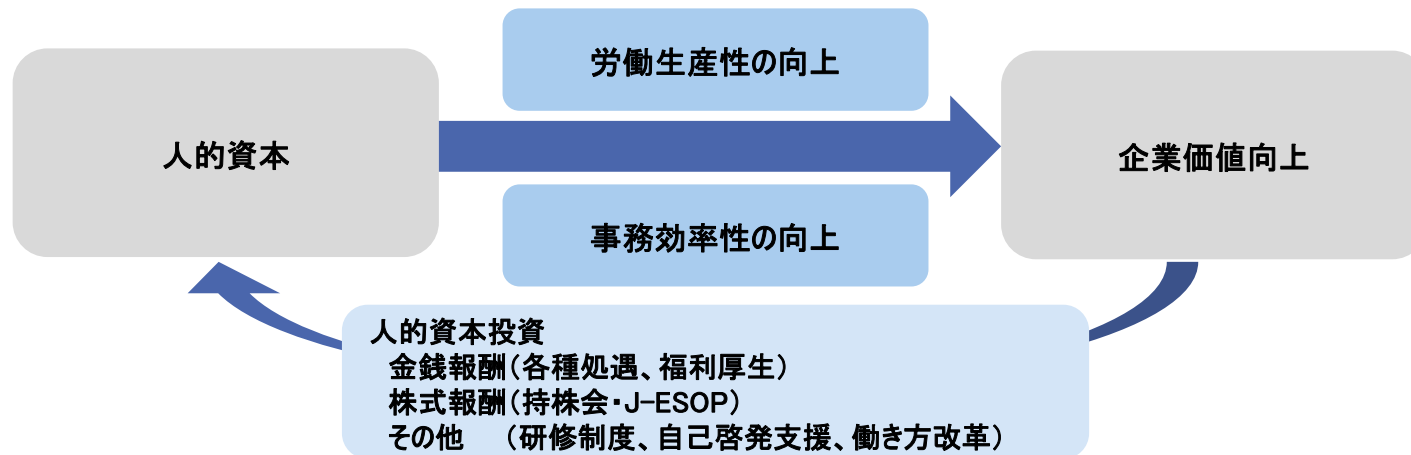 労働生産性の向上
人的資本
企業価値向上
事務効率性の向上
人的資本投資
金銭報酬(各種処遇、福利厚生)
株式報酬(持株会・J-ESOP)
その他　(研修制度、自己啓発支援、働き方改革)